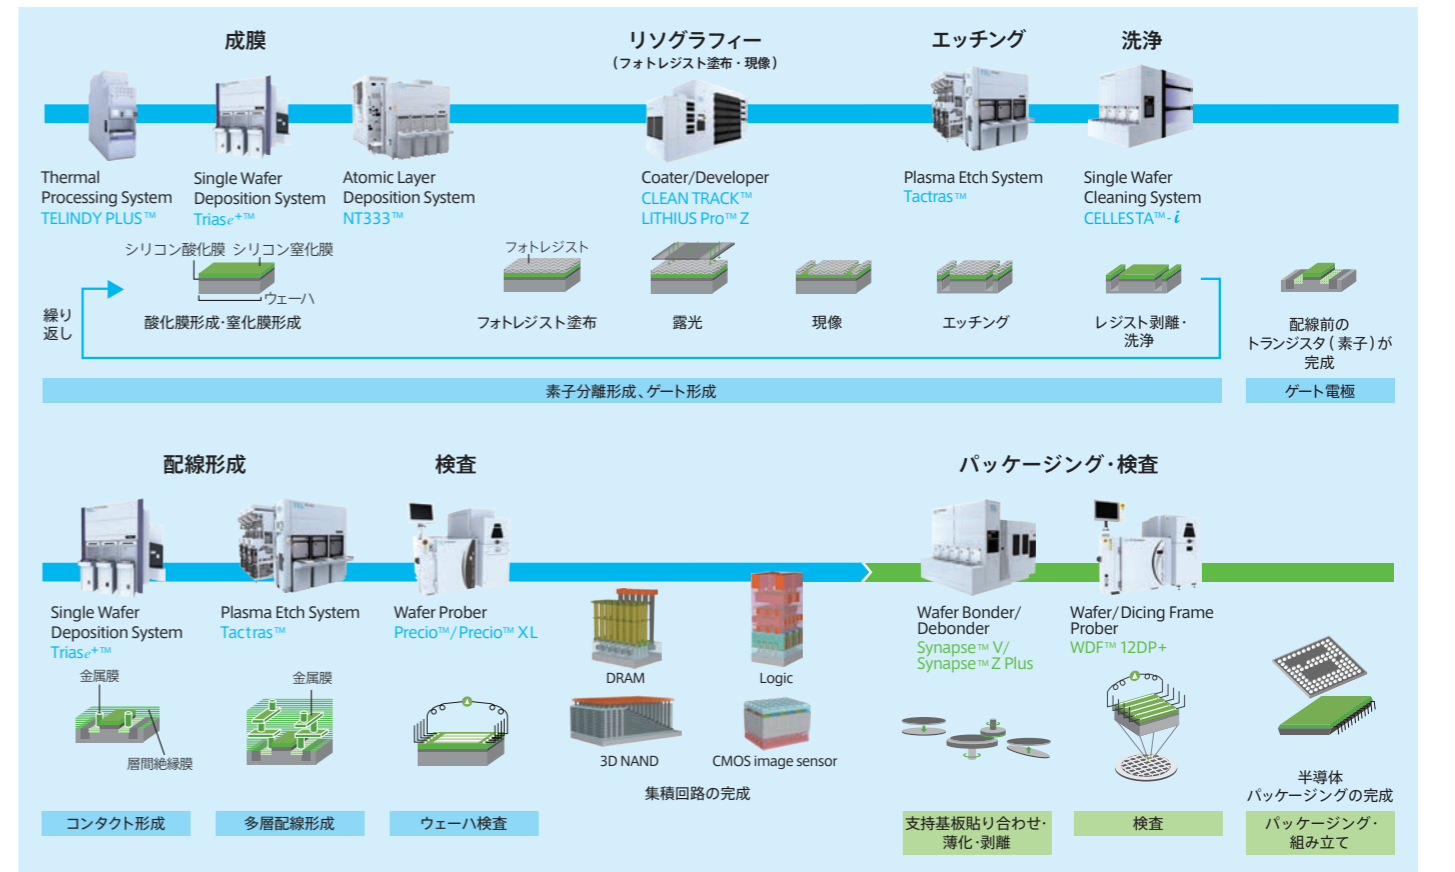 成膜
リソグラフィー
(フォトレジスト塗布・現像)
エッチング
洗浄
Thermal
Processing System
TELINDY PLUS™
Single Wafer
Deposition System
Triase+™
Atomic Layer
Deposition System
NT333™
Coater/Developer
CLEAN TRACK™
LITHIUS Pro™ Z
Plasma Etch System
Tactras™
Single Wafer
Cleaning System
CELLESTA™-i
シリコン酸化膜
シリコン窒化膜
ウェーハ
フォトレジスト
繰り
返し
酸化膜形成・窒化膜形成
フォトレジスト塗布
露光
現像
エッチング
レジスト剥離・
洗浄
配線前の
トランジスタ(素子)が
完成
素子分離形成、ゲート形成
ゲート電極
配線形成
検査
パッケージング・検査
Single Wafer
Deposition System
Triase+™
Plasma Etch System
Tactras™
Wafer Prober
Precio™/Precio™ XL
DRAM
Logic
3D NAND
CMOS image sensor
集積回路の完成
Wafer Bonder/
Debonder
Synapse™ V/
Synapse™ Z Plus
Wafer/Dicing Frame
Prober
WDF™ 12DP+
金属膜
層間絶縁膜
金属膜
半導体
パッケージングの完成
コンタクト形成
多層配線形成
ウェーハ検査
支持基板貼り合わせ・
薄化・剥離
検査
パッケージング・
組み立て